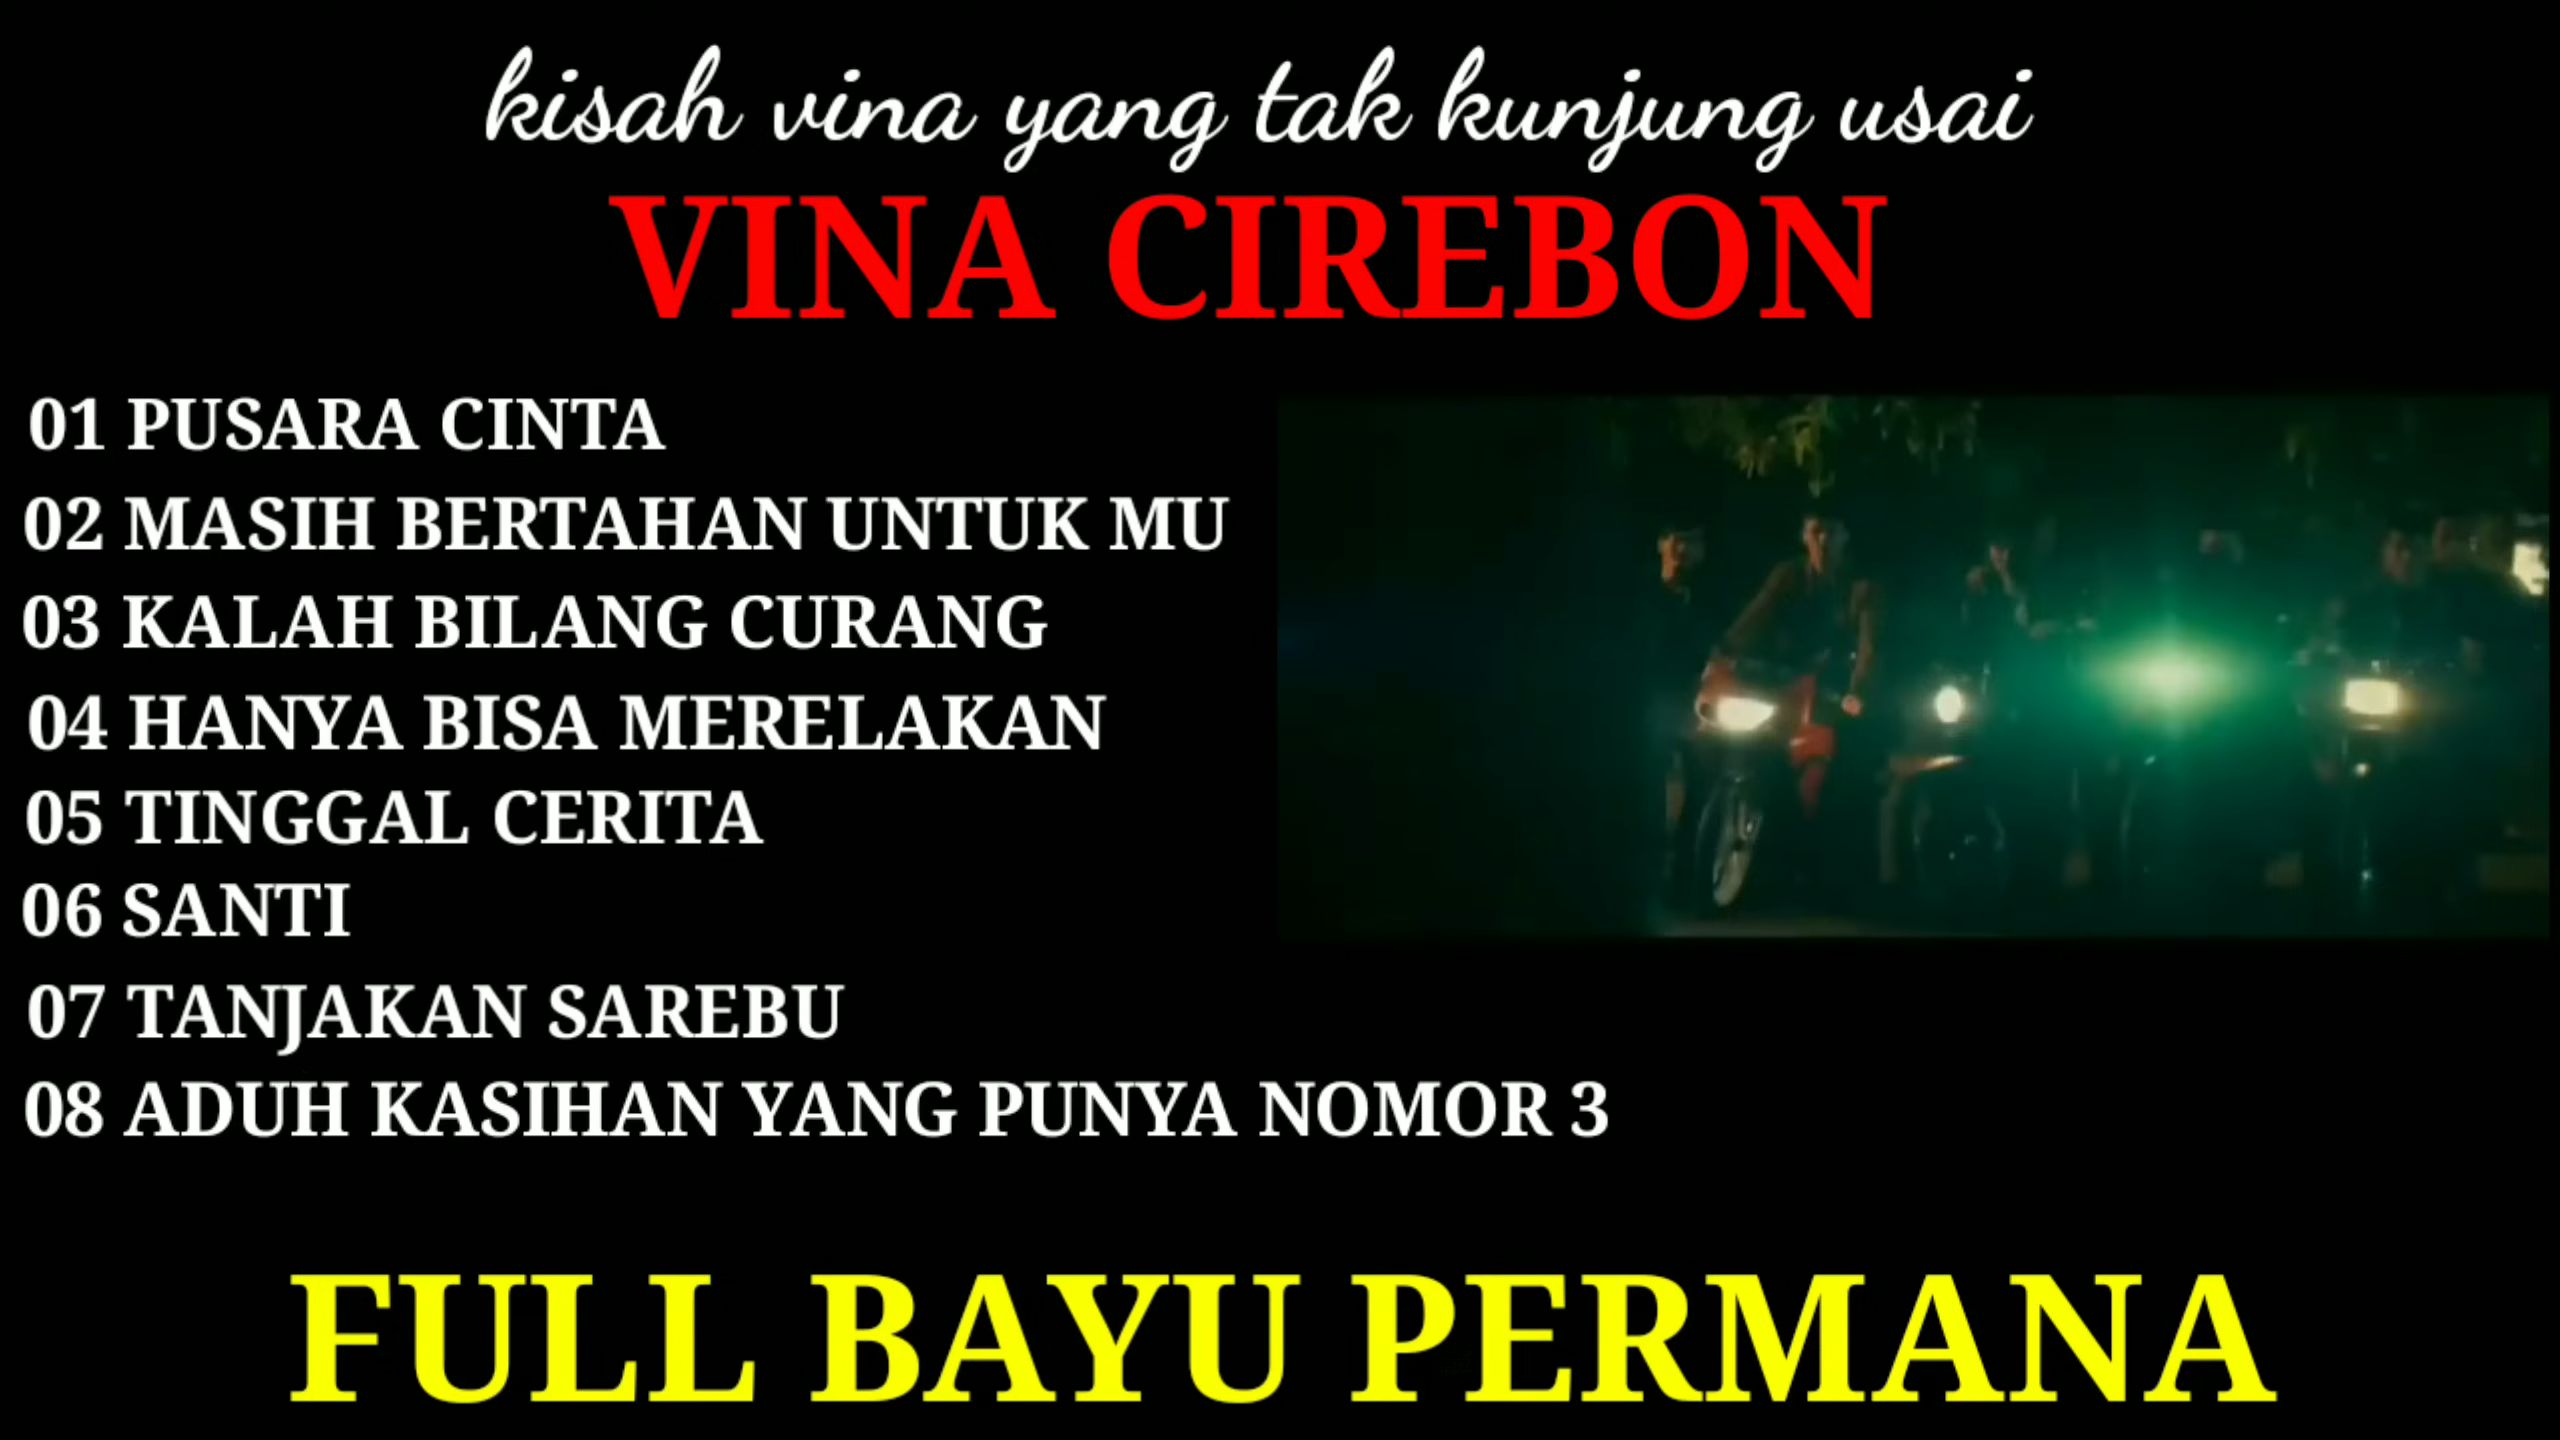 kisah vina yang tak kunjung usai
VINA CIREBON
01 PUSARA CINTA
02 MASIH BERTAHAN UNTUK MU
03 KALAH BILANG CURANG
04 HANYA BISA MERELAKAN
05 TINGGAL CERITA
06 SANTI
07 TANJAKAN SAREBU
08 ADUH KASIHAN YANG PUNYA NOMOR 3
FULL BAYU PERMANA